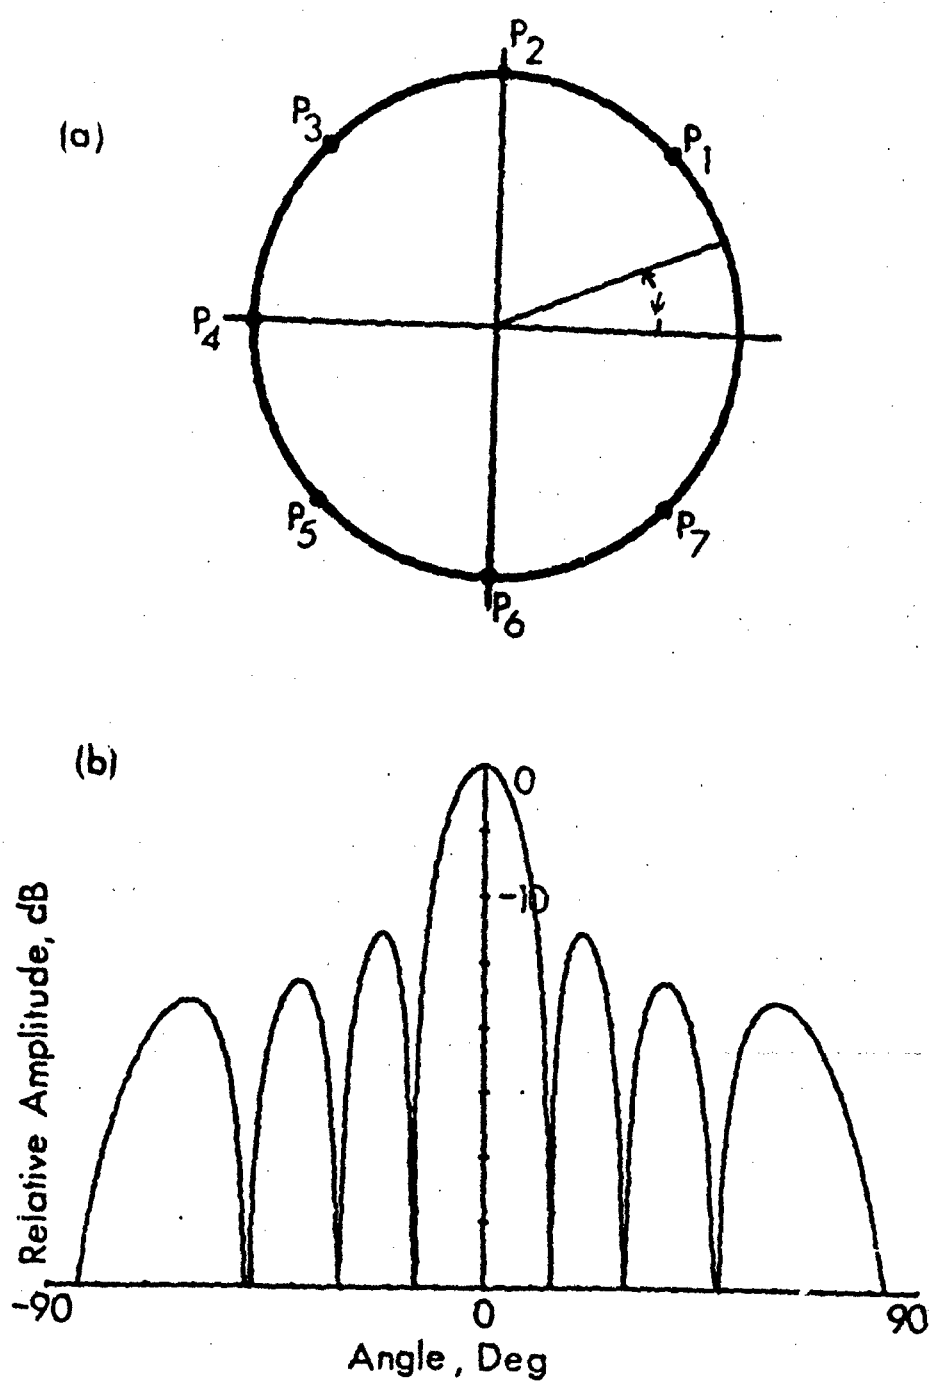 (a)
P2
P3
P1
P4
P5
P7
P6
(b)
0
-10
Relative Amplitude, dB
-90
0
90
Angle, Deg